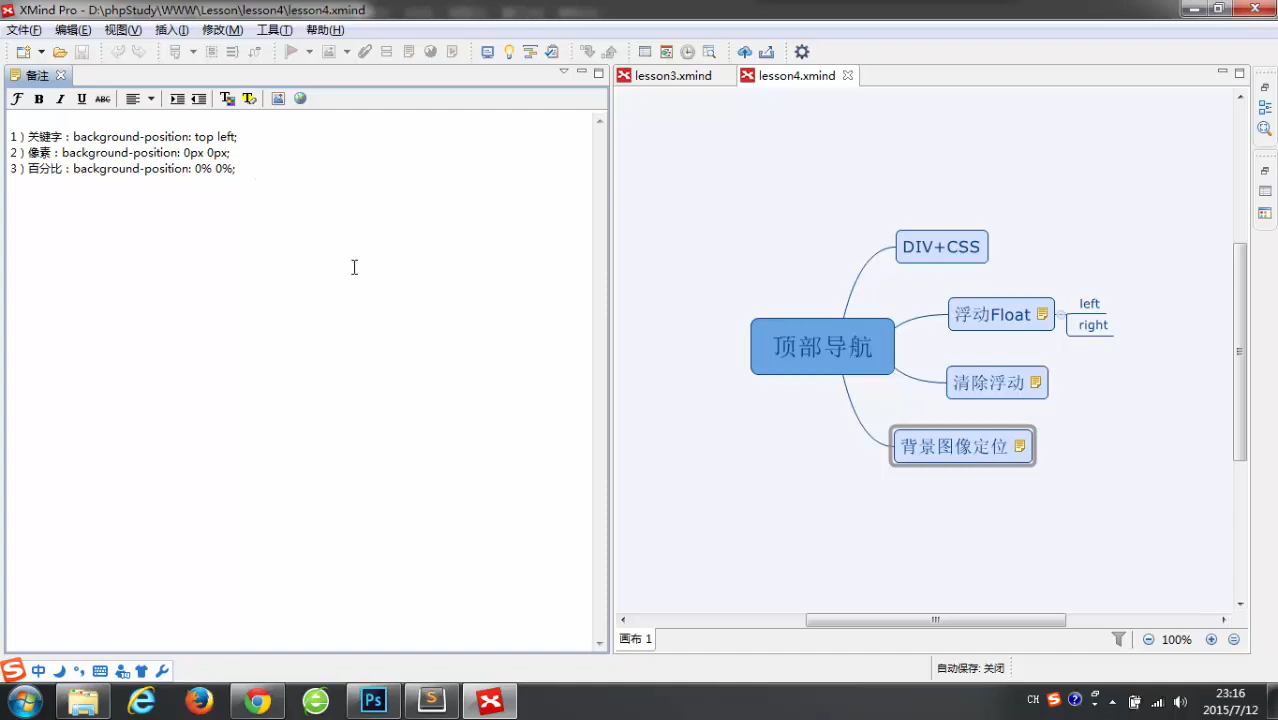 XMind Pro - D:\phpStudy\WWW\Lesson\lesson4\lesson4.xmind
文件(F) 编辑(E) 视图(V) 插入(I) 修改(M) 工具(T) 帮助(H)
备注
lesson3.xmind
lesson4.xmind
B I U ABC
1）关键字：background-position: top left;
2）像素：background-position: 0px 0px;
3）百分比：background-position: 0% 0%;
DIV+CSS
浮动Float
left
right
顶部导航
清除浮动
背景图像定位
画布 1
100%
自动保存: 关闭
中
Ps
CH
23:16
2015/7/12